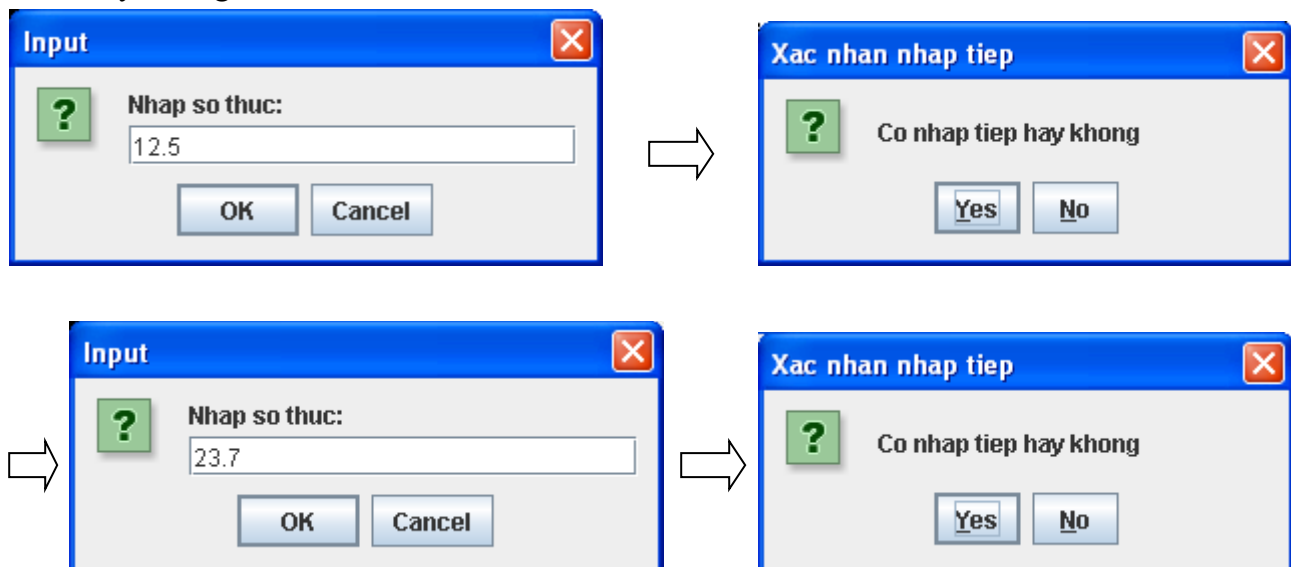 Input
Nhap so thuc:
12.5
OK Cancel
Xac nhan nhap tiep
Co nhap tiep hay khong
Yes No
Input
Nhap so thuc:
23.7
OK Cancel
Xac nhan nhap tiep
Co nhap tiep hay khong
Yes No